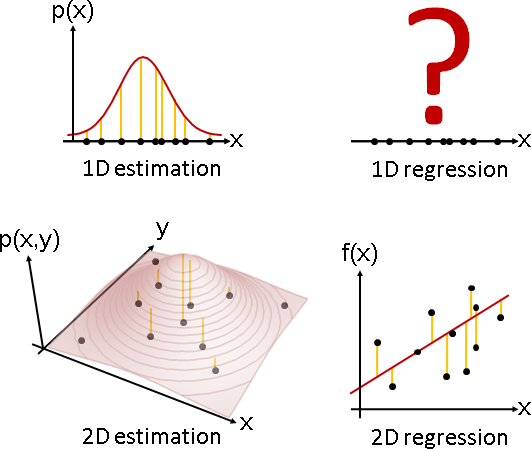 p(x)
?
x
x
1D estimation
1D regression
y
p(x,y)
f(x)
x
x
2D estimation
2D regression